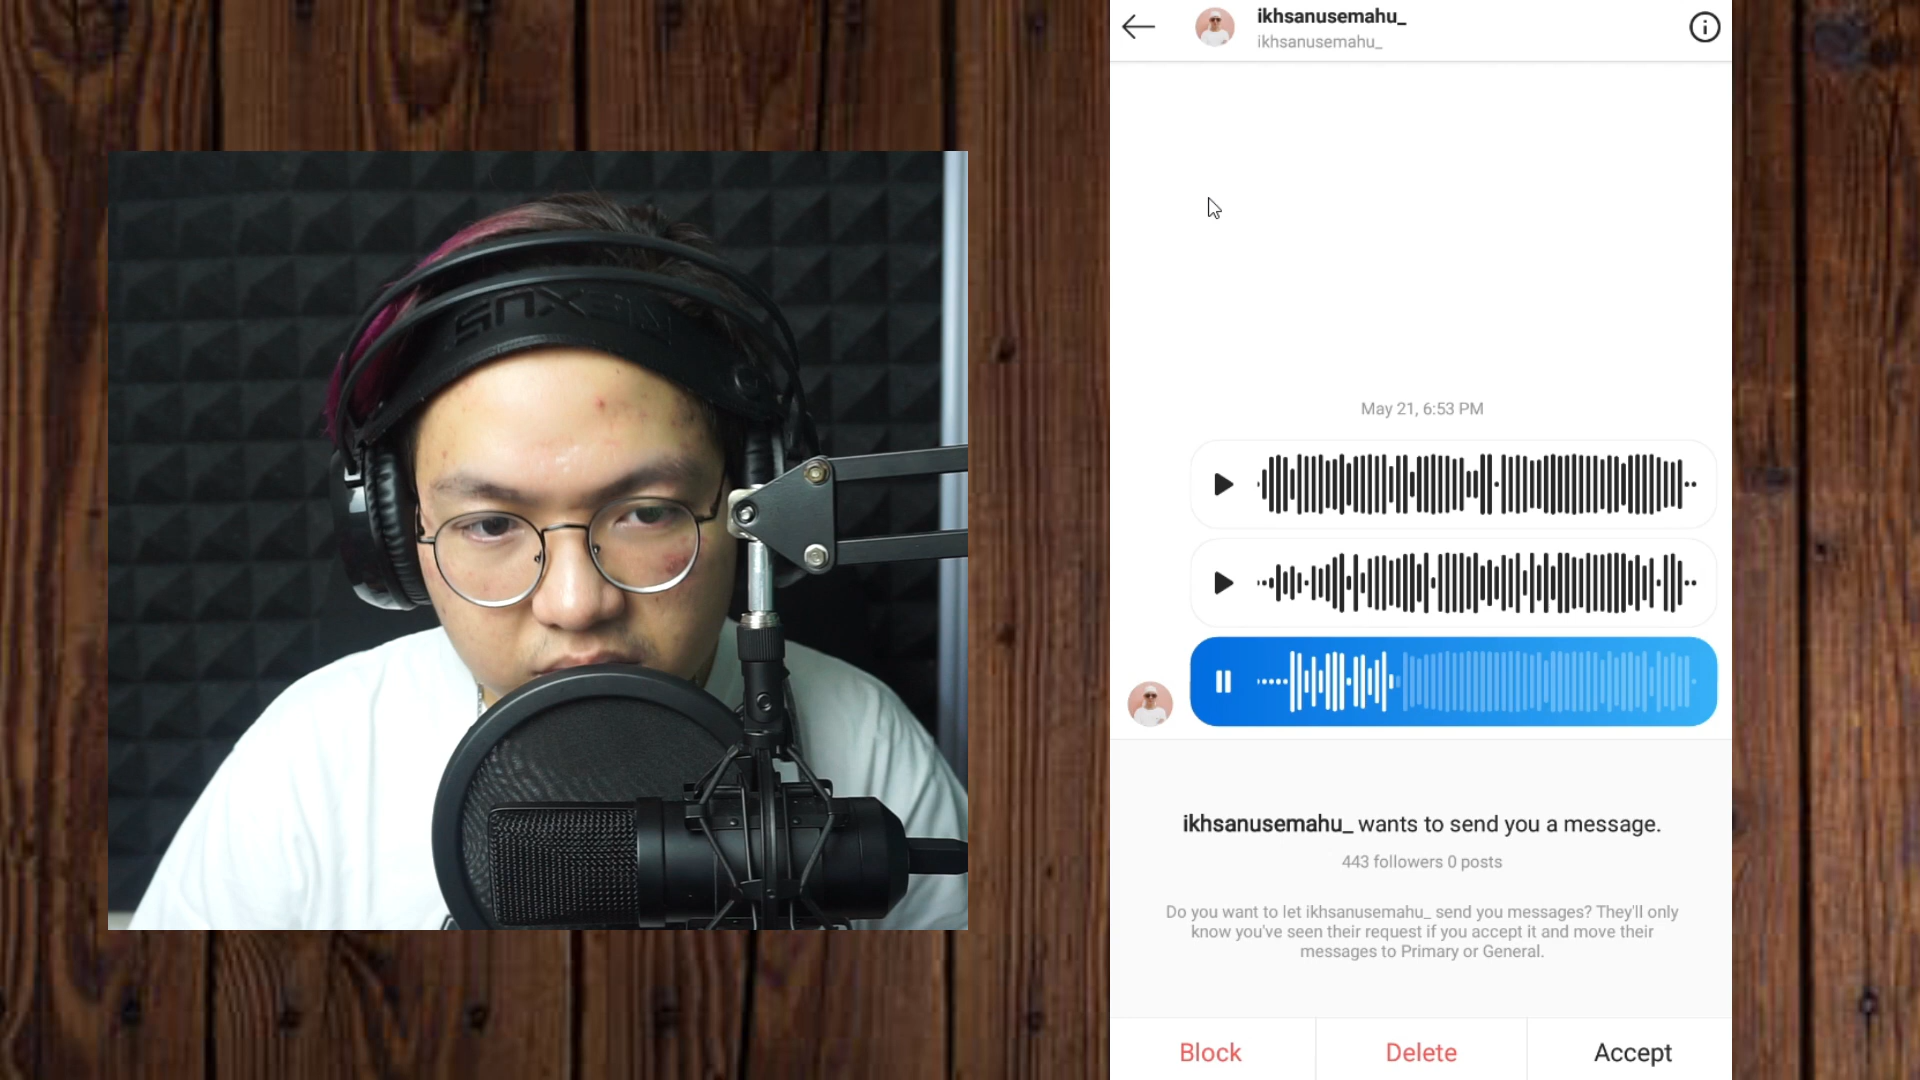 NEXUS
ikhsanusemahu_
ikhsanusemahu_
May 21, 6:53 PM
ikhsanusemahu_ wants to send you a message.
443 followers 0 posts
Do you want to let ikhsanusemahu_ send you messages? They'll only
know you've seen their request if you accept it and move their
messages to Primary or General.
Block
Delete
Accept